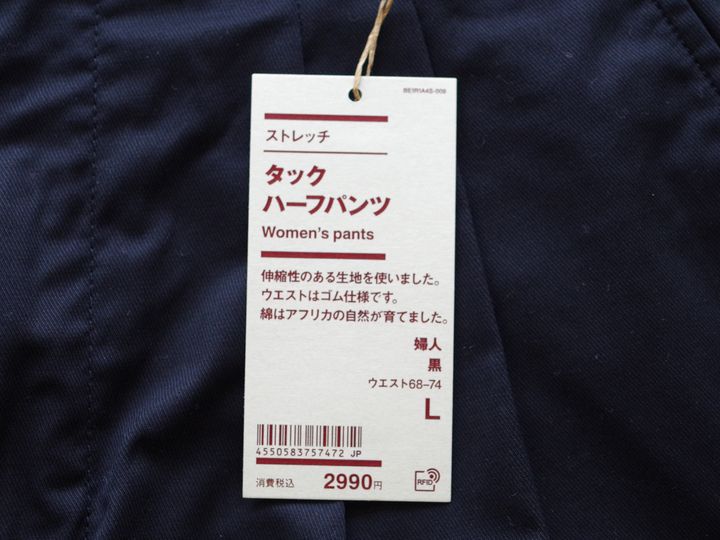 BE1R1A4S-009
ストレッチ
タック
ハーフパンツ
Women's pants
伸縮性のある生地を使いました。
ウエストはゴム仕様です。
綿はアフリカの自然が育てました。
婦人
黒
ウエスト68-74
L
4550583757472 JP
消費税込 2990円
RFID